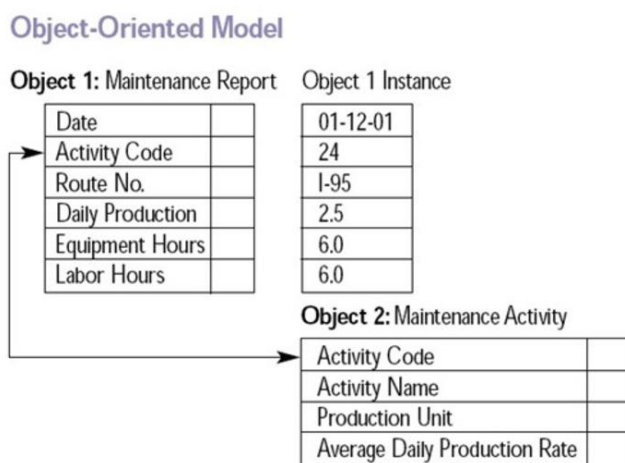 Object-Oriented Model
Object 1: Maintenance Report
Object 1 Instance
Date
01-12-01
Activity Code
24
Route No.
I-95
Daily Production
2.5
Equipment Hours
6.0
Labor Hours
6.0
Object 2: Maintenance Activity
Activity Code
Activity Name
Production Unit
Average Daily Production Rate